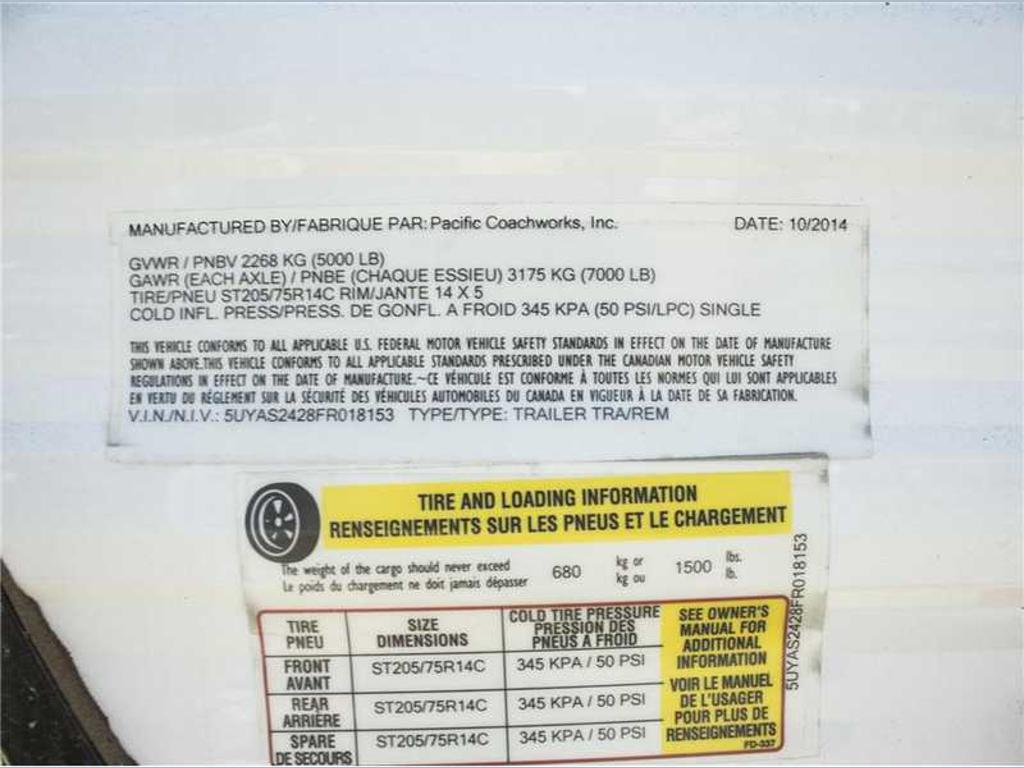 MANUFACTURED BY/FABRIQUE PAR: Pacific Coachworks, Inc. DATE: 10/2014
GVWR / PNBV 2268 KG (5000 LB)
GAWR (EACH AXLE) / PNBE (CHAQUE ESSIEU) 3175 KG (7000 LB)
TIRE/PNEU ST205/75R14C RIM/JANTE 14 X 5
COLD INFL. PRESS/PRESS. DE GONFL. A FROID 345 KPA (50 PSI/LPC) SINGLE
THIS VEHICLE CONFORMS TO ALL APPLICABLE U.S. FEDERAL MOTOR VEHICLE SAFETY STANDARDS IN EFFECT ON THE DATE OF MANUFACTURE
SHOWN ABOVE.THIS VEHICLE CONFORMS TO ALL APPLICABLE STANDARDS PRESCRIBED UNDER THE CANADIAN MOTOR VEHICLE SAFETY
REGULATIONS IN EFFECT ON THE DATE OF MANUFACTURE.~CE VÉHICULE EST CONFORME À TOUTES LES NORMES QUI LUI SONT APPLICABLES
EN VERTU DU RÈGLEMENT SUR LA SÉCURITÉ DES VÉHICULES AUTOMOBILES DU CANADA EN VIGUEUR À LA DATE DE SA FABRICATION.
V.I.N./N.I.V.: 5UYAS2428FR018153 TYPE/TYPE: TRAILER TRA/REM
TIRE AND LOADING INFORMATION
RENSEIGNEMENTS SUR LES PNEUS ET LE CHARGEMENT
The weight of the cargo should never exceed
Le poids du chargement ne doit jamais dépasser
680
kg or
kg ou
1500
lbs.
lb.
TIRE
PNEU
SIZE
DIMENSIONS
COLD TIRE PRESSURE
PRESSION DES
PNEUS A FROID
FRONT
AVANT
ST205/75R14C
345 KPA / 50 PSI
REAR
ARRIÈRE
ST205/75R14C
345 KPA / 50 PSI
SPARE
DE SECOURS
ST205/75R14C
345 KPA / 50 PSI
SEE OWNER'S
MANUAL FOR
ADDITIONAL
INFORMATION
VOIR LE MANUEL
DE L'USAGER
POUR PLUS DE
RENSEIGNEMENTS
FD-337
5UYAS2428FR018153